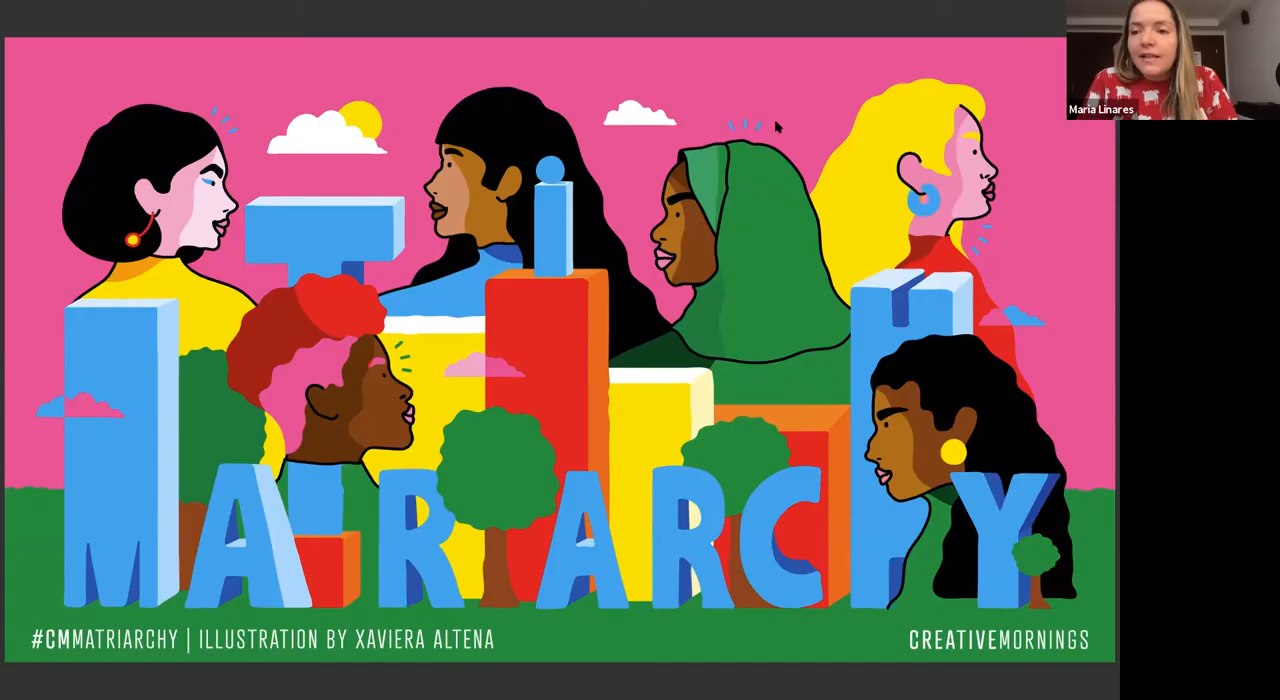 Maria Linares
MATRIARCHY
#CMMATRIARCHY | ILLUSTRATION BY XAVIERA ALTENA
CREATIVEMORNINGS